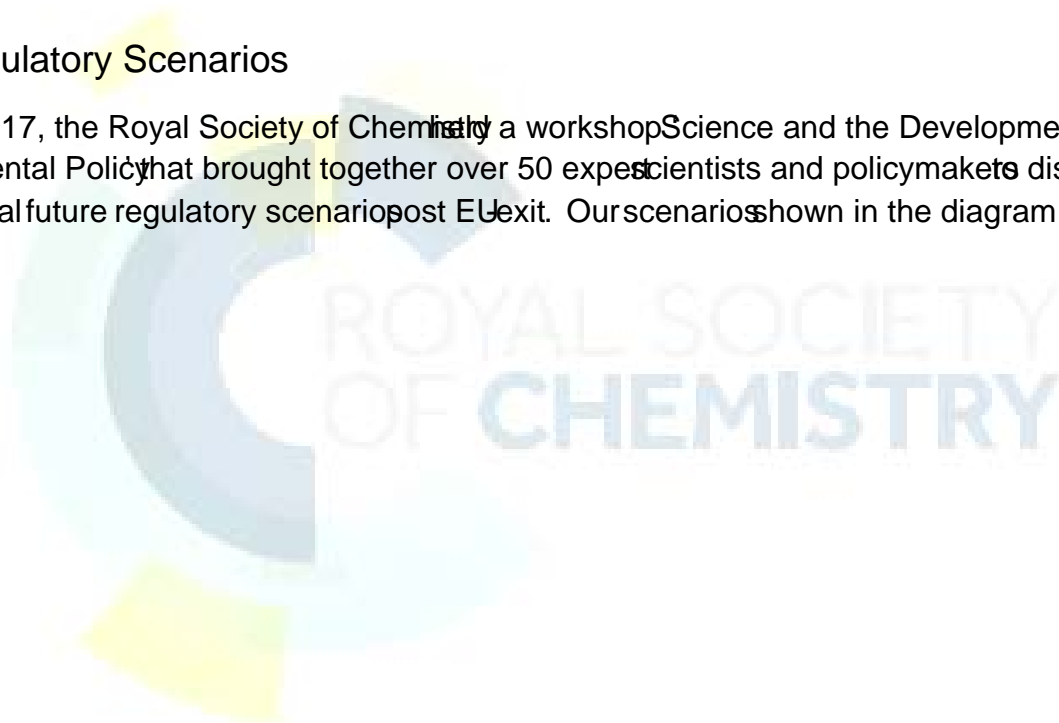 ulatory Scenarios
17, the Royal Society of Chemistry held a workshop 'Science and the Developme
ental Policy' that brought together over 50 expert scientists and policymakers to dis
al future regulatory scenarios post EU-exit. Our scenarios shown in the diagram
ROYAL SOCIETY
OF CHEMISTRY